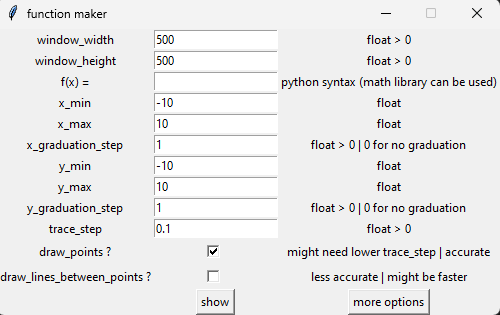 function maker
window_width 500 float > 0
window_height 500 float > 0
f(x) = python syntax (math library can be used)
x_min -10 float
x_max 10 float
x_graduation_step 1 float > 0 | 0 for no graduation
y_min -10 float
y_max 10 float
y_graduation_step 1 float > 0 | 0 for no graduation
trace_step 0.1 float > 0
draw_points ? might need lower trace_step | accurate
draw_lines_between_points ? less accurate | might be faster
show more options